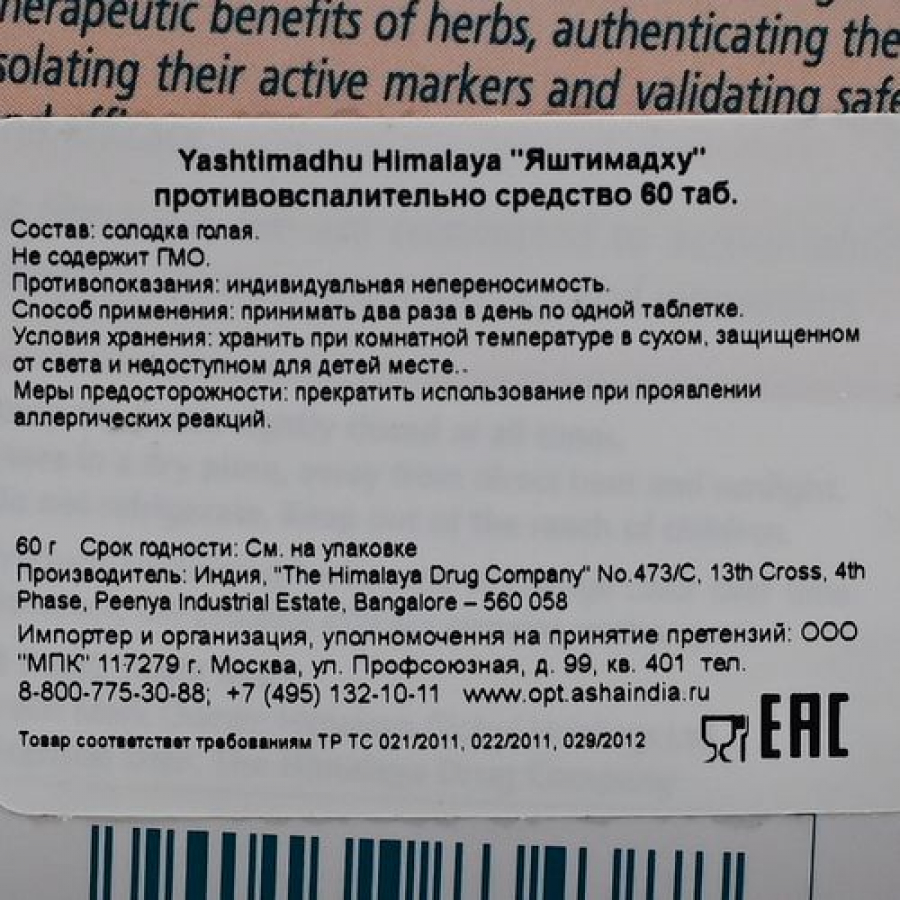 therapeutic benefits of herbs, authenticating the
isolating their active markers and validating safe
Yashtimadhu Himalaya "Яштимадху"
противовспалительно средство 60 таб.
Состав: солодка голая.
Не содержит ГМО.
Противопоказания: индивидуальная непереносимость.
Способ применения: принимать два раза в день по одной таблетке.
Условия хранения: хранить при комнатной температуре в сухом, защищенном
от света и недоступном для детей месте..
Меры предосторожности: прекратить использование при проявлении
аллергических реакций.
60 г Срок годности: См. на упаковке
Производитель: Индия, "The Himalaya Drug Company" No.473/C, 13th Cross, 4th
Phase, Peenya Industrial Estate, Bangalore – 560 058
Импортер и организация, уполномочення на принятие претензий: ООО
"МПК" 117279 г. Москва, ул. Профсоюзная, д. 99, кв. 401 тел.
8-800-775-30-88; +7 (495) 132-10-11 www.opt.ashaindia.ru
Товар соответствует требованиям ТР ТС 021/2011, 022/2011, 029/2012
EAC